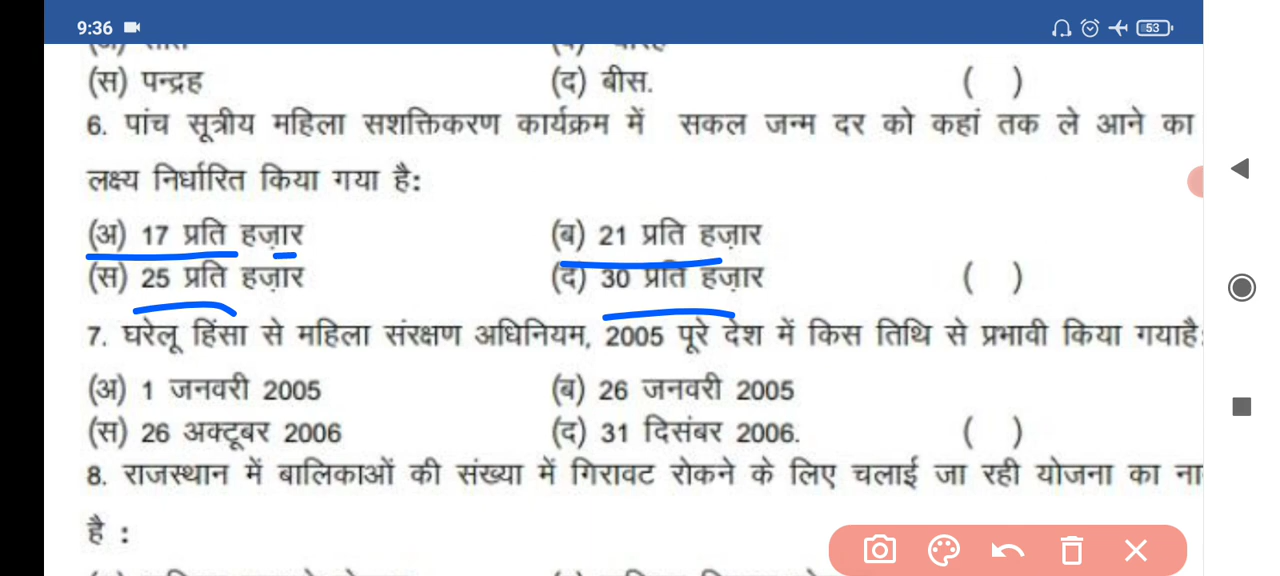 9:36
53
(स) पन्द्रह (द) बीस. ( )
6. पांच सूत्रीय महिला सशक्तिकरण कार्यक्रम में सकल जन्म दर को कहां तक ले आने का
लक्ष्य निर्धारित किया गया है:
(अ) 17 प्रति हज़ार (ब) 21 प्रति हज़ार
(स) 25 प्रति हज़ार (द) 30 प्रति हज़ार ( )
7. घरेलू हिंसा से महिला संरक्षण अधिनियम, 2005 पूरे देश में किस तिथि से प्रभावी किया गयाहै:
(अ) 1 जनवरी 2005 (ब) 26 जनवरी 2005
(स) 26 अक्टूबर 2006 (द) 31 दिसंबर 2006. ( )
8. राजस्थान में बालिकाओं की संख्या में गिरावट रोकने के लिए चलाई जा रही योजना का ना
है :